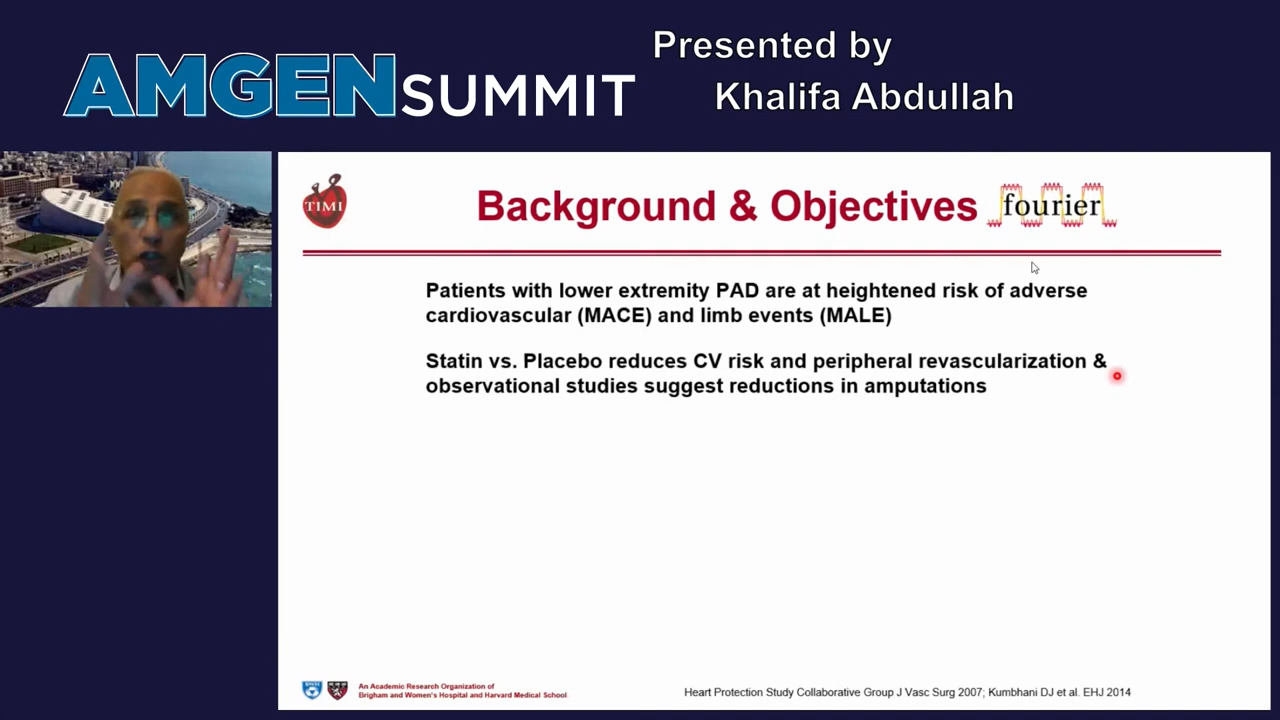 AMGEN SUMMIT
Presented by
Khalifa Abdullah
TIMI
Background & Objectives
fourier
Patients with lower extremity PAD are at heightened risk of adverse
cardiovascular (MACE) and limb events (MALE)
Statin vs. Placebo reduces CV risk and peripheral revascularization &
observational studies suggest reductions in amputations
An Academic Research Organization of
Brigham and Women's Hospital and Harvard Medical School
Heart Protection Study Collaborative Group J Vasc Surg 2007; Kumbhani DJ et al. EHJ 2014